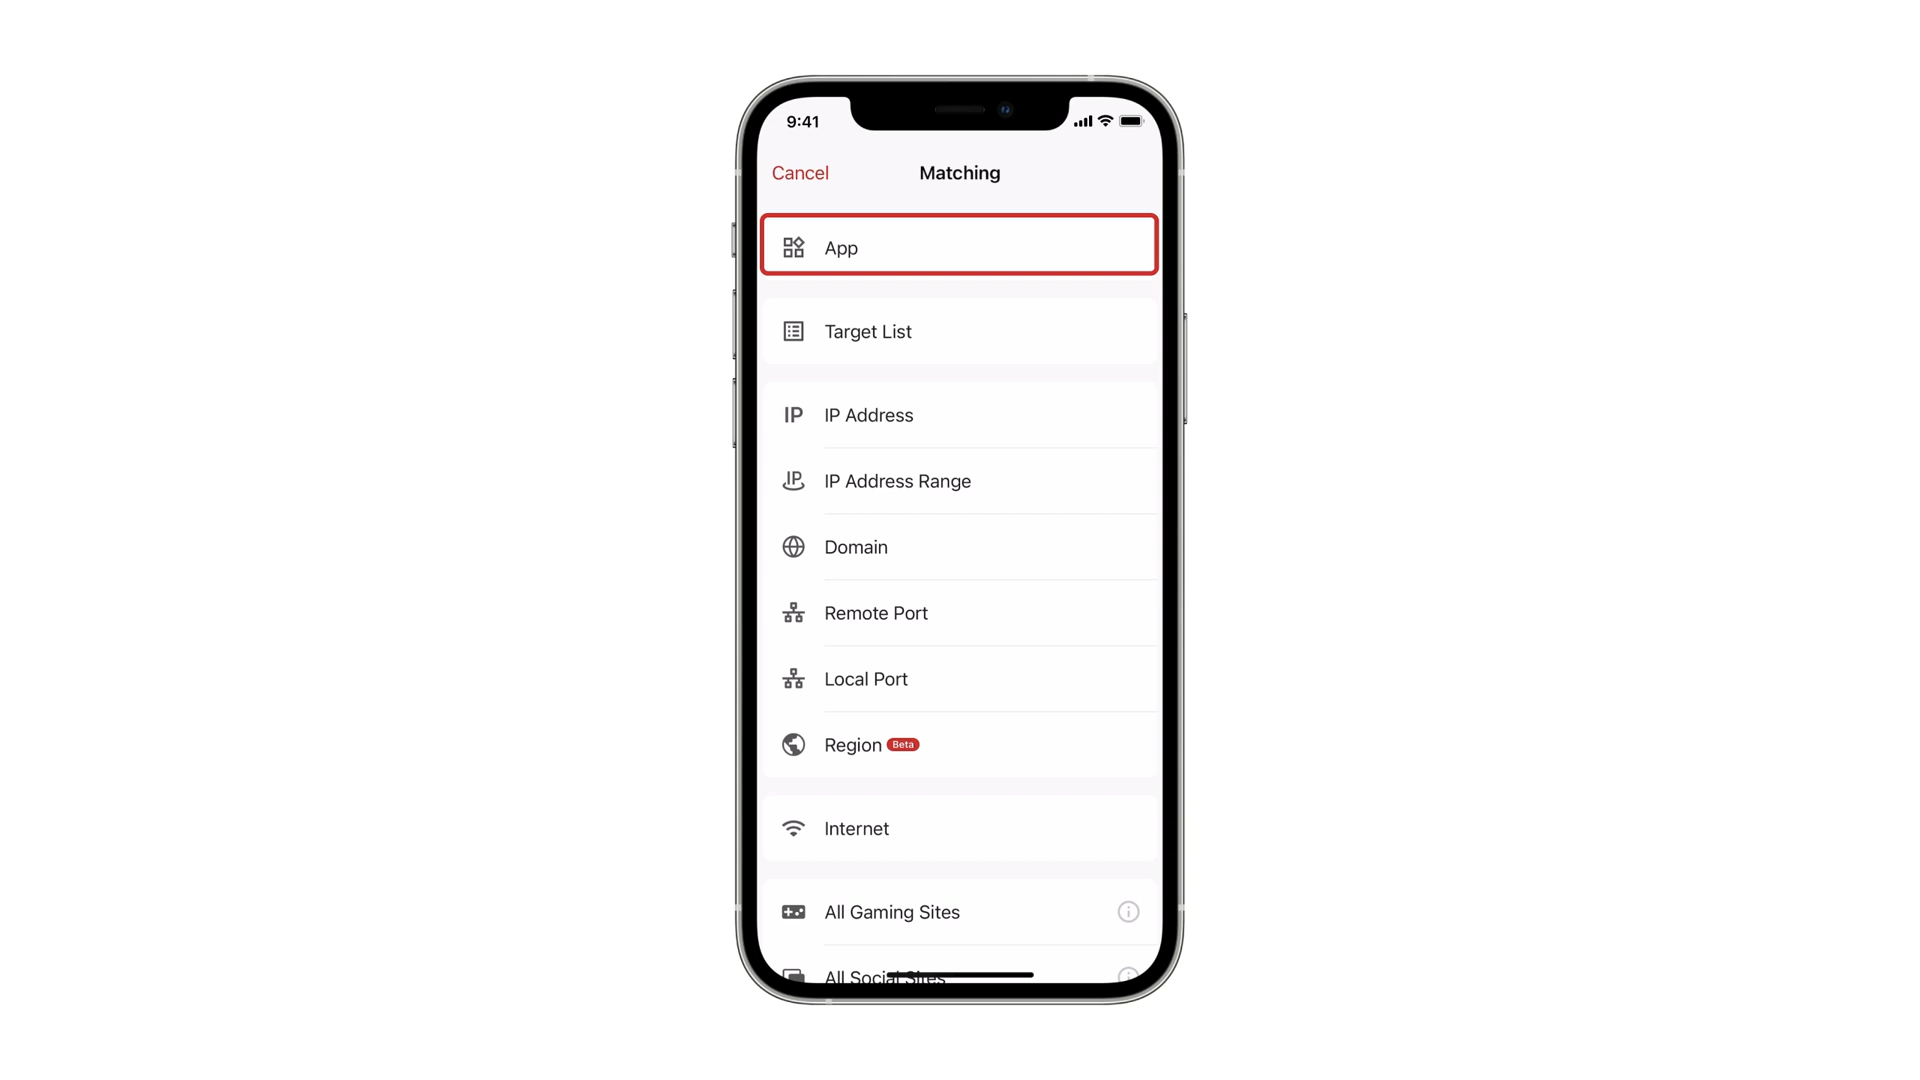 9:41
Cancel
Matching
App
Target List
IP
IP Address
IP
IP Address Range
Domain
Remote Port
Local Port
Region Beta
Internet
All Gaming Sites
All Social Sites